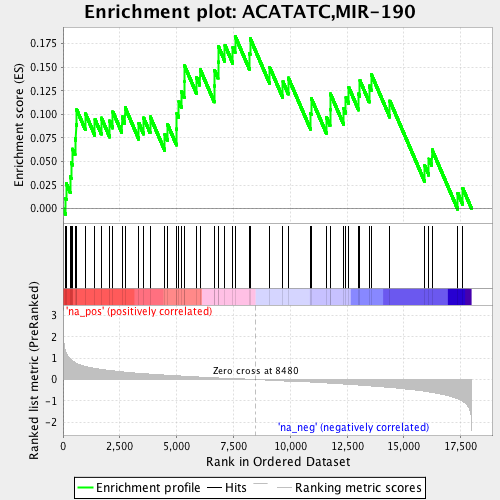 Enrichment plot: ACATATC,MIR-190
Enrichment score (ES)
0.175
0.150
0.125
0.100
0.075
0.050
0.025
0.000
'na_pos' (positively correlated)
Ranked list metric (PreRanked)
3
2
1
0
-1
-2
Zero cross at 8480
'na_neg' (negatively correlated)
0
2,500
5,000
7,500
10,000
12,500
15,000
17,500
Rank in Ordered Dataset
Enrichment profile
Hits
Ranking metric scores